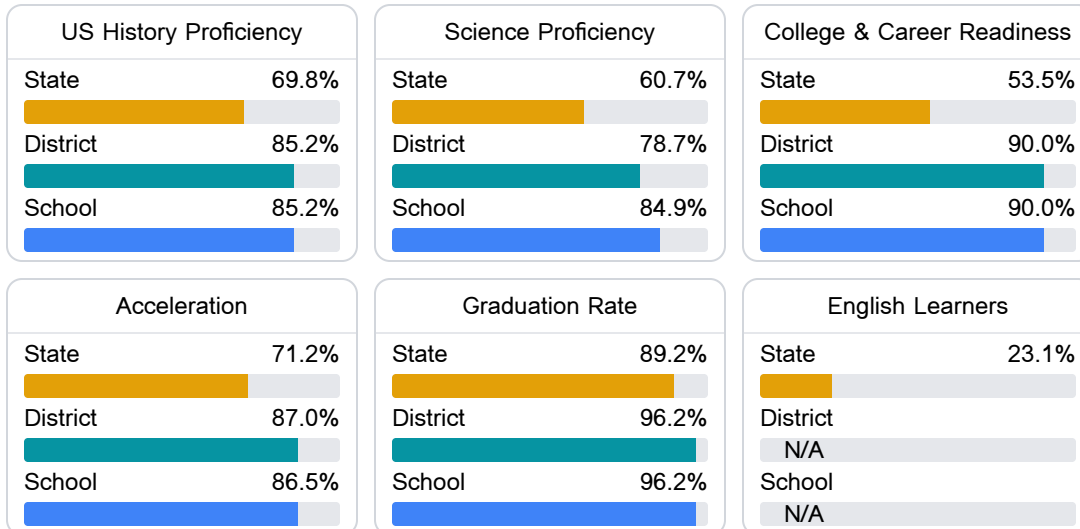 US History Proficiency
State 69.8%
District 85.2%
School 85.2%
Science Proficiency
State 60.7%
District 78.7%
School 84.9%
College & Career Readiness
State 53.5%
District 90.0%
School 90.0%
Acceleration
State 71.2%
District 87.0%
School 86.5%
Graduation Rate
State 89.2%
District 96.2%
School 96.2%
English Learners
State 23.1%
District
N/A
School
N/A